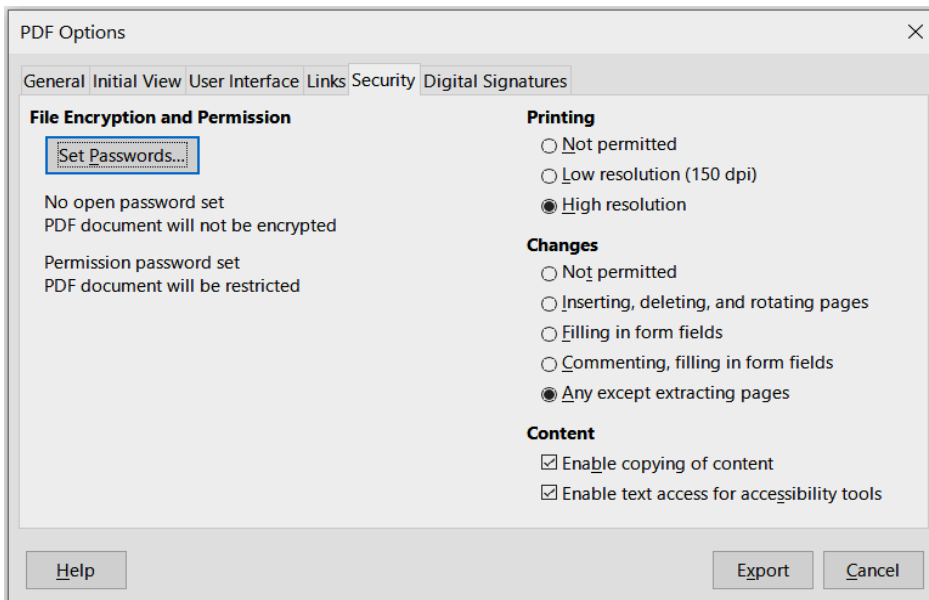 PDF Options
General Initial View User Interface Links Security Digital Signatures
File Encryption and Permission
Set Passwords...
No open password set
PDF document will not be encrypted
Permission password set
PDF document will be restricted
Printing
Not permitted
Low resolution (150 dpi)
High resolution
Changes
Not permitted
Inserting, deleting, and rotating pages
Filling in form fields
Commenting, filling in form fields
Any except extracting pages
Content
Enable copying of content
Enable text access for accessibility tools
Help
Export
Cancel